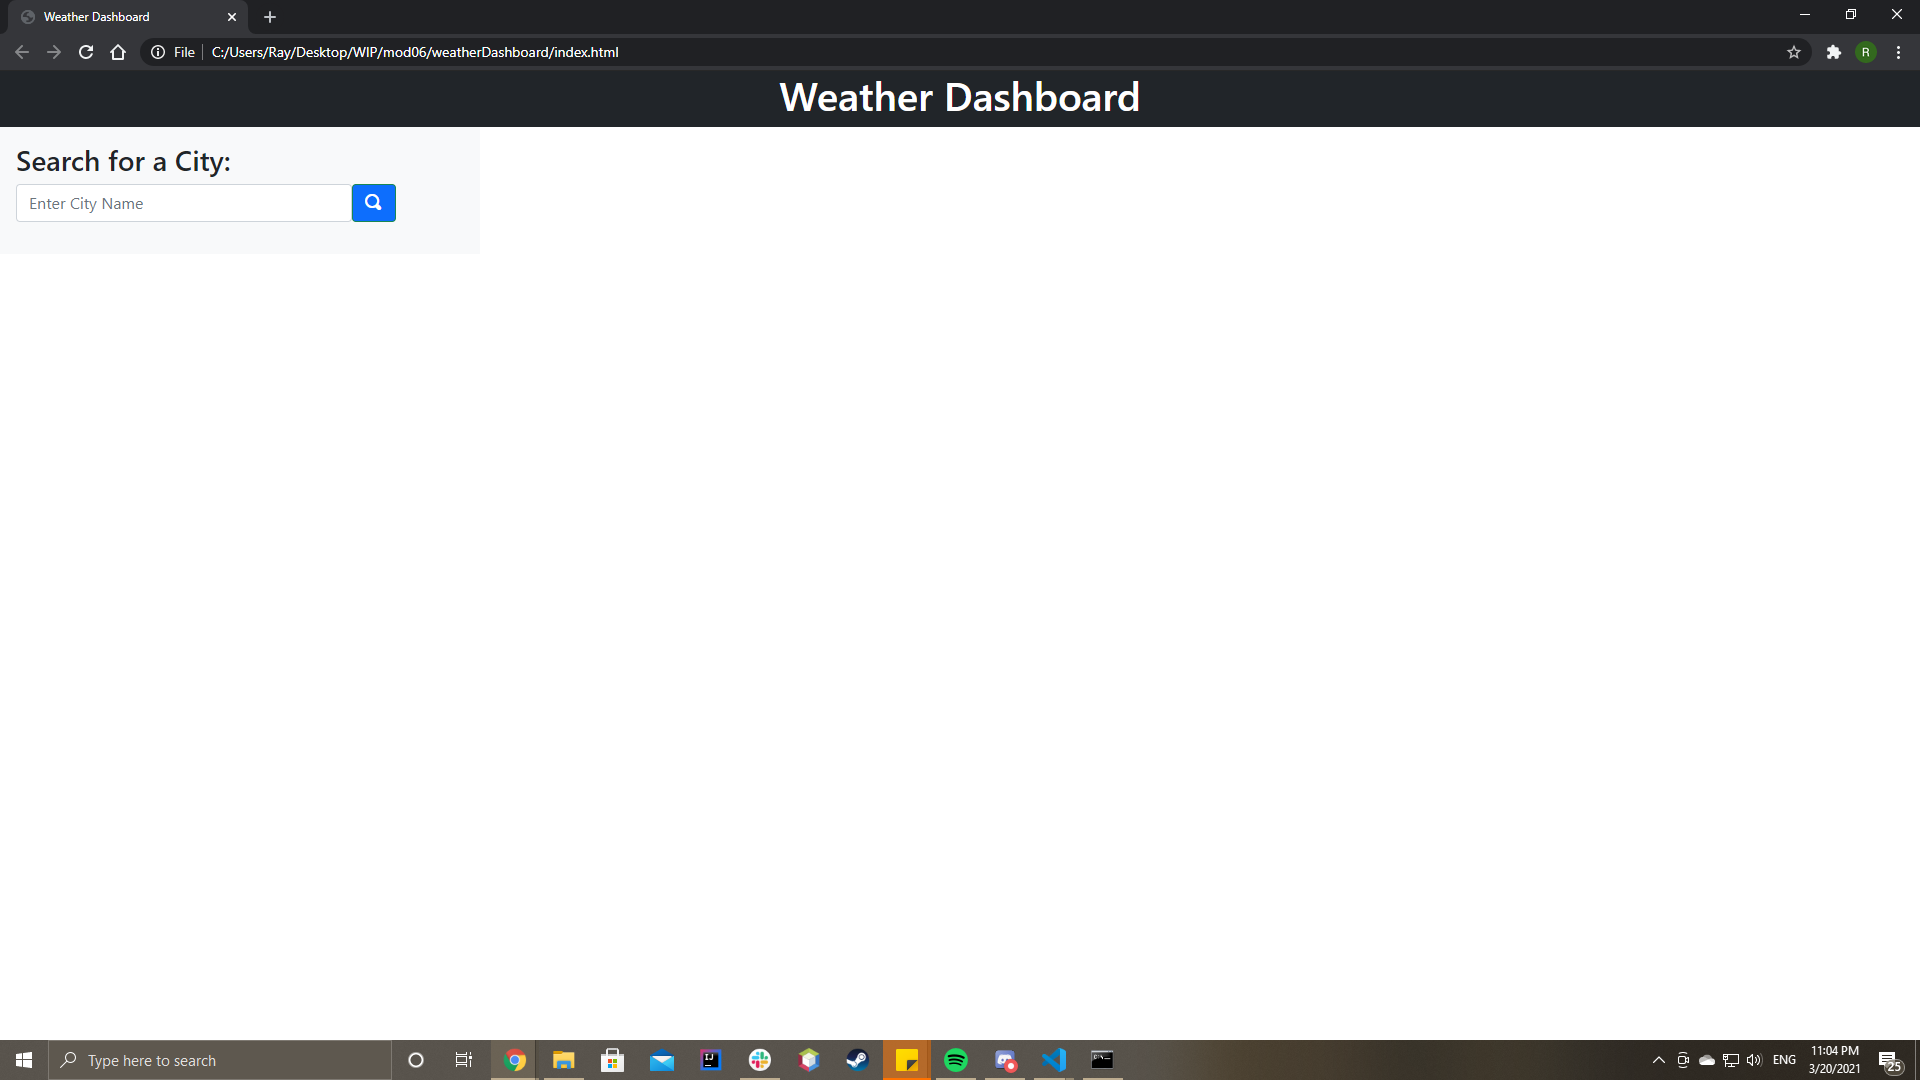 Weather Dashboard
File
C:/Users/Ray/Desktop/WIP/mod06/weatherDashboard/index.html
R
Weather Dashboard
Search for a City:
Enter City Name
Type here to search
IJ
ENG
11:04 PM
3/20/2021
25